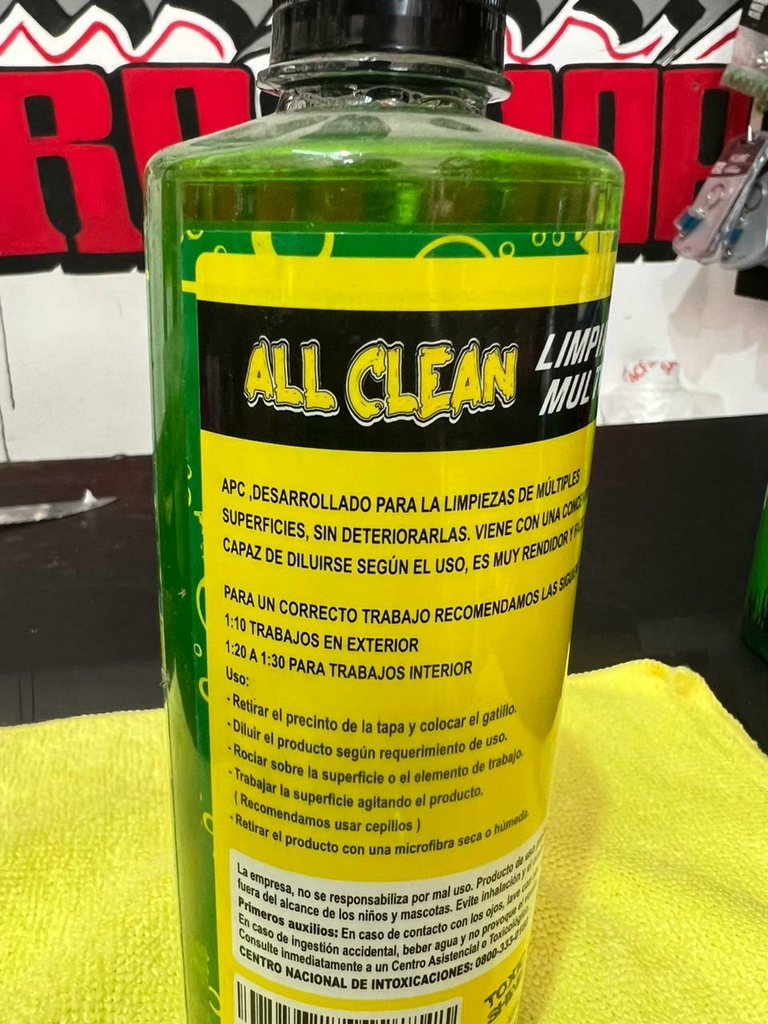 ALL CLEAN
APC ,DESARROLLADO PARA LA LIMPIEZAS DE MÚLTIPLES
SUPERFICIES, SIN DETERIORARLAS. VIENE CON UNA
CAPAZ DE DILUIRSE SEGÚN EL USO, ES MUY RENDIDOR Y
PARA UN CORRECTO TRABAJO RECOMENDAMOS LAS
1:10 TRABAJOS EN EXTERIOR
1:20 A 1:30 PARA TRABAJOS INTERIOR
Uso:
- Retirar el precinto de la tapa y colocar el gatillo.
- Diluir el producto según requerimiento de uso.
- Rociar sobre la superficie o el elemento de trabajo.
- Trabajar la superficie agitando el producto.
( Recomendamos usar cepillos )
- Retirar el producto con una microfibra seca o húmeda.
La empresa, no se responsabiliza por mal uso. Producto de uso
fuera del alcance de los niños y mascotas. Evite inhalación y el
Primeros auxilios: En caso de contacto con los ojos, lave con
En caso de ingestión accidental, beber agua y no provoque el
Consulte inmediatamente a un Centro Asistencial o Toxicológico
CENTRO NACIONAL DE INTOXICACIONES: 0800-333-